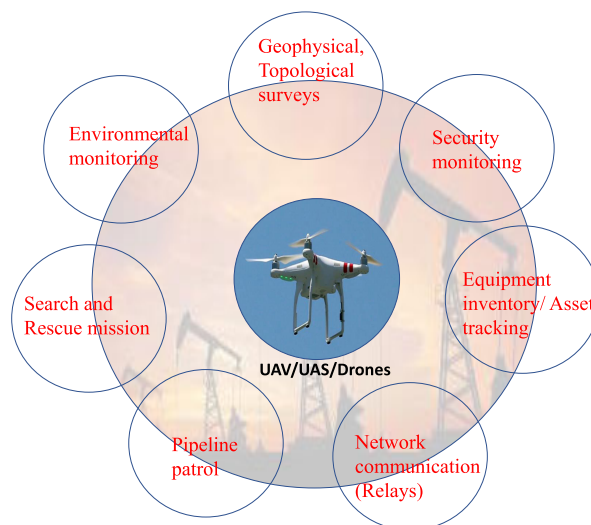 Geophysical,
Topological
surveys
Environmental
monitoring
Security
monitoring
Search and
Rescue mission
Equipment
inventory/ Asset
tracking
UAV/UAS/Drones
Pipeline
patrol
Network
communication
(Relays)